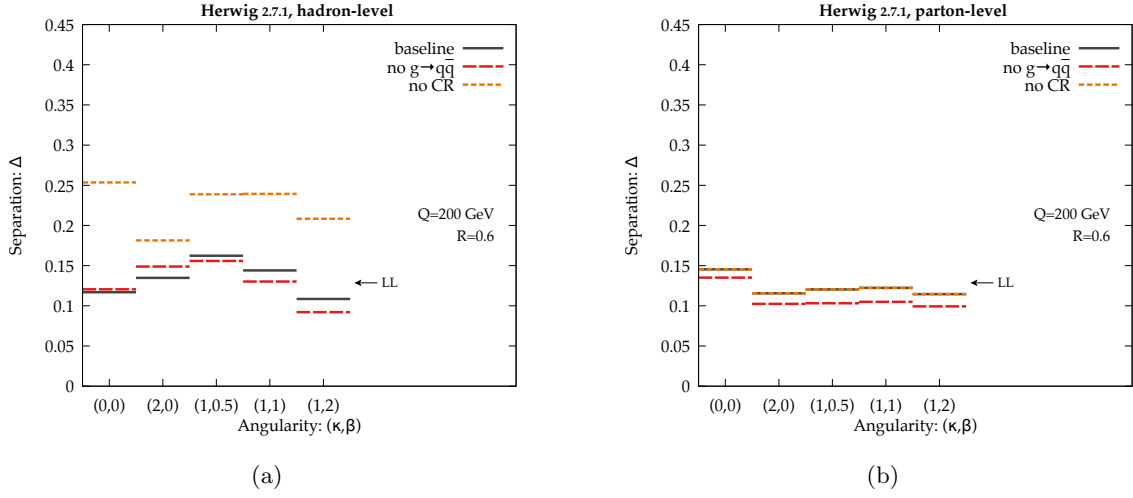 Herwig 2.7.1, hadron-level
0.45
0.4
0.35
0.3
0.25
0.2
0.15
0.1
0.05
0
Separation: Δ
baseline
no g→qq̅
no CR
Q=200 GeV
R=0.6
LL
(0,0)
(2,0)
(1,0.5)
(1,1)
(1,2)
Angularity: (κ,β)
(a)
Herwig 2.7.1, parton-level
0.45
0.4
0.35
0.3
0.25
0.2
0.15
0.1
0.05
0
Separation: Δ
baseline
no g→qq̅
no CR
Q=200 GeV
R=0.6
LL
(0,0)
(2,0)
(1,0.5)
(1,1)
(1,2)
Angularity: (κ,β)
(b)